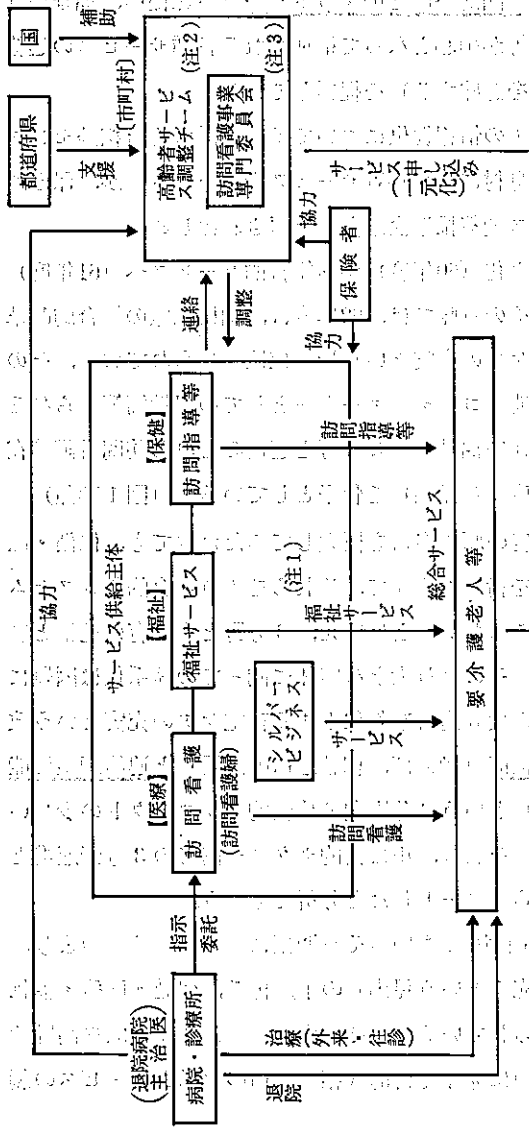 国
補助
都道府県
支援
〔市町村〕
高齢者サービ
ス調整チーム
(注2)
訪問看護事業
専門委員会
(注3)
サービス申し込み
(一元化)
協力
保険者
協力
連絡
調整
協力
サービス供給主体
【医療】
訪問看護
(訪問看護婦)
【福祉】
福祉サービス
【保健】
訪問指導等
シルバー
ビジネス
(注1)
訪問看護
サービス
福祉サービス
訪問指導等
総合サービス
要介護老人等
指示
委託
(退院病院
主治医)
病院・診療所
治療(外来・往診)
退院